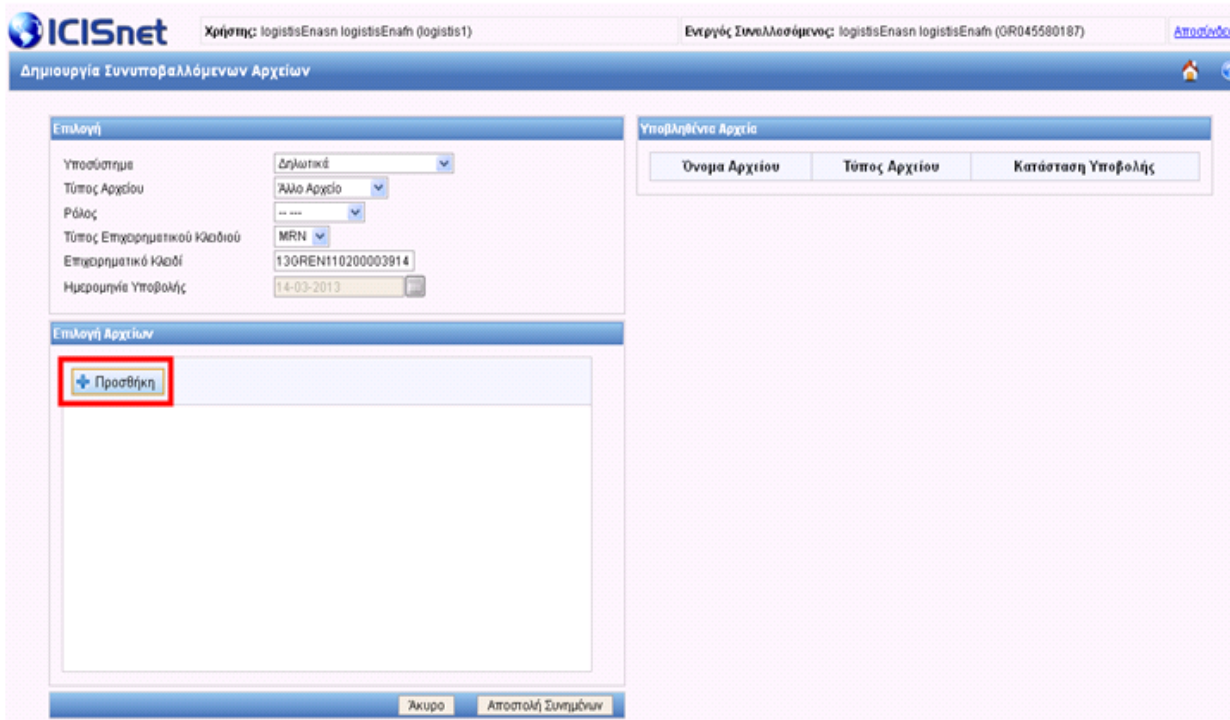 ICISnet
Χρήστης: logistisEnasn logistisEnafn (logistis1)
Ενεργός Συναλλασόμενος: logistisEnasn logistisEnafn (GR045580187)
Δημιουργία Συνυποβαλλόμενων Αρχείων
Επιλογή
Υποσύστημα Δηλωτικά
Τύπος Αρχείου Άλλο Αρχείο
Ρόλος -- ---
Τύπος Επιχειρηματικού Κλειδιού MRN
Επιχειρηματικό Κλειδί 13GREN110200003914
Ημερομηνία Υποβολής 14-03-2013
Επιλογή Αρχείων
Προσθήκη
Άκυρο Αποστολή Συνημένων
Υποβληθέντα Αρχεία
Όνομα Αρχείου Τύπος Αρχείου Κατάσταση Υποβολής